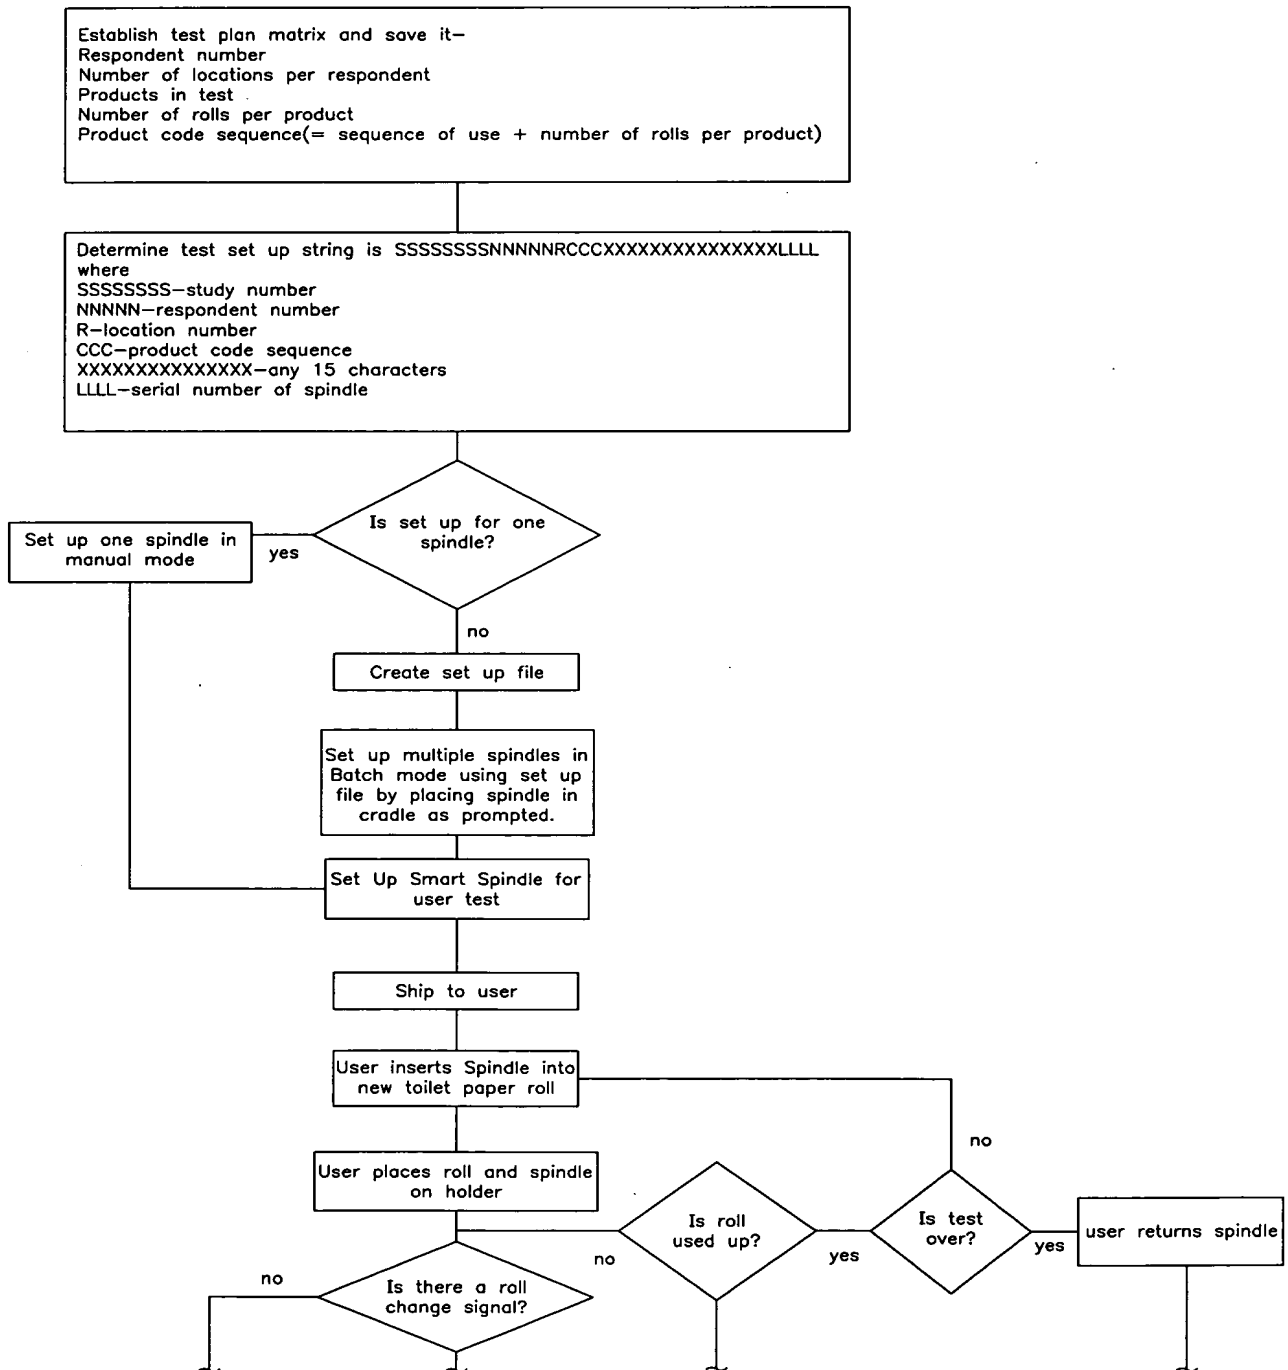 Establish test plan matrix and save it–
Respondent number
Number of locations per respondent
Products in test
Number of rolls per product
Product code sequence(= sequence of use + number of rolls per product)
Determine test set up string is SSSSSSSSNNNNNRCCCXXXXXXXXXXXXXXXLLLL
where
SSSSSSSS–study number
NNNNN–respondent number
R–location number
CCC–product code sequence
XXXXXXXXXXXXXXX–any 15 characters
LLLL–serial number of spindle
Is set up for one
spindle?
yes
Set up one spindle in
manual mode
no
Create set up file
Set up multiple spindles in
Batch mode using set up
file by placing spindle in
cradle as prompted.
Set Up Smart Spindle for
user test
Ship to user
User inserts Spindle into
new toilet paper roll
no
User places roll and spindle
on holder
Is roll
used up?
Is test
over?
user returns spindle
no
yes
yes
no
Is there a roll
change signal?